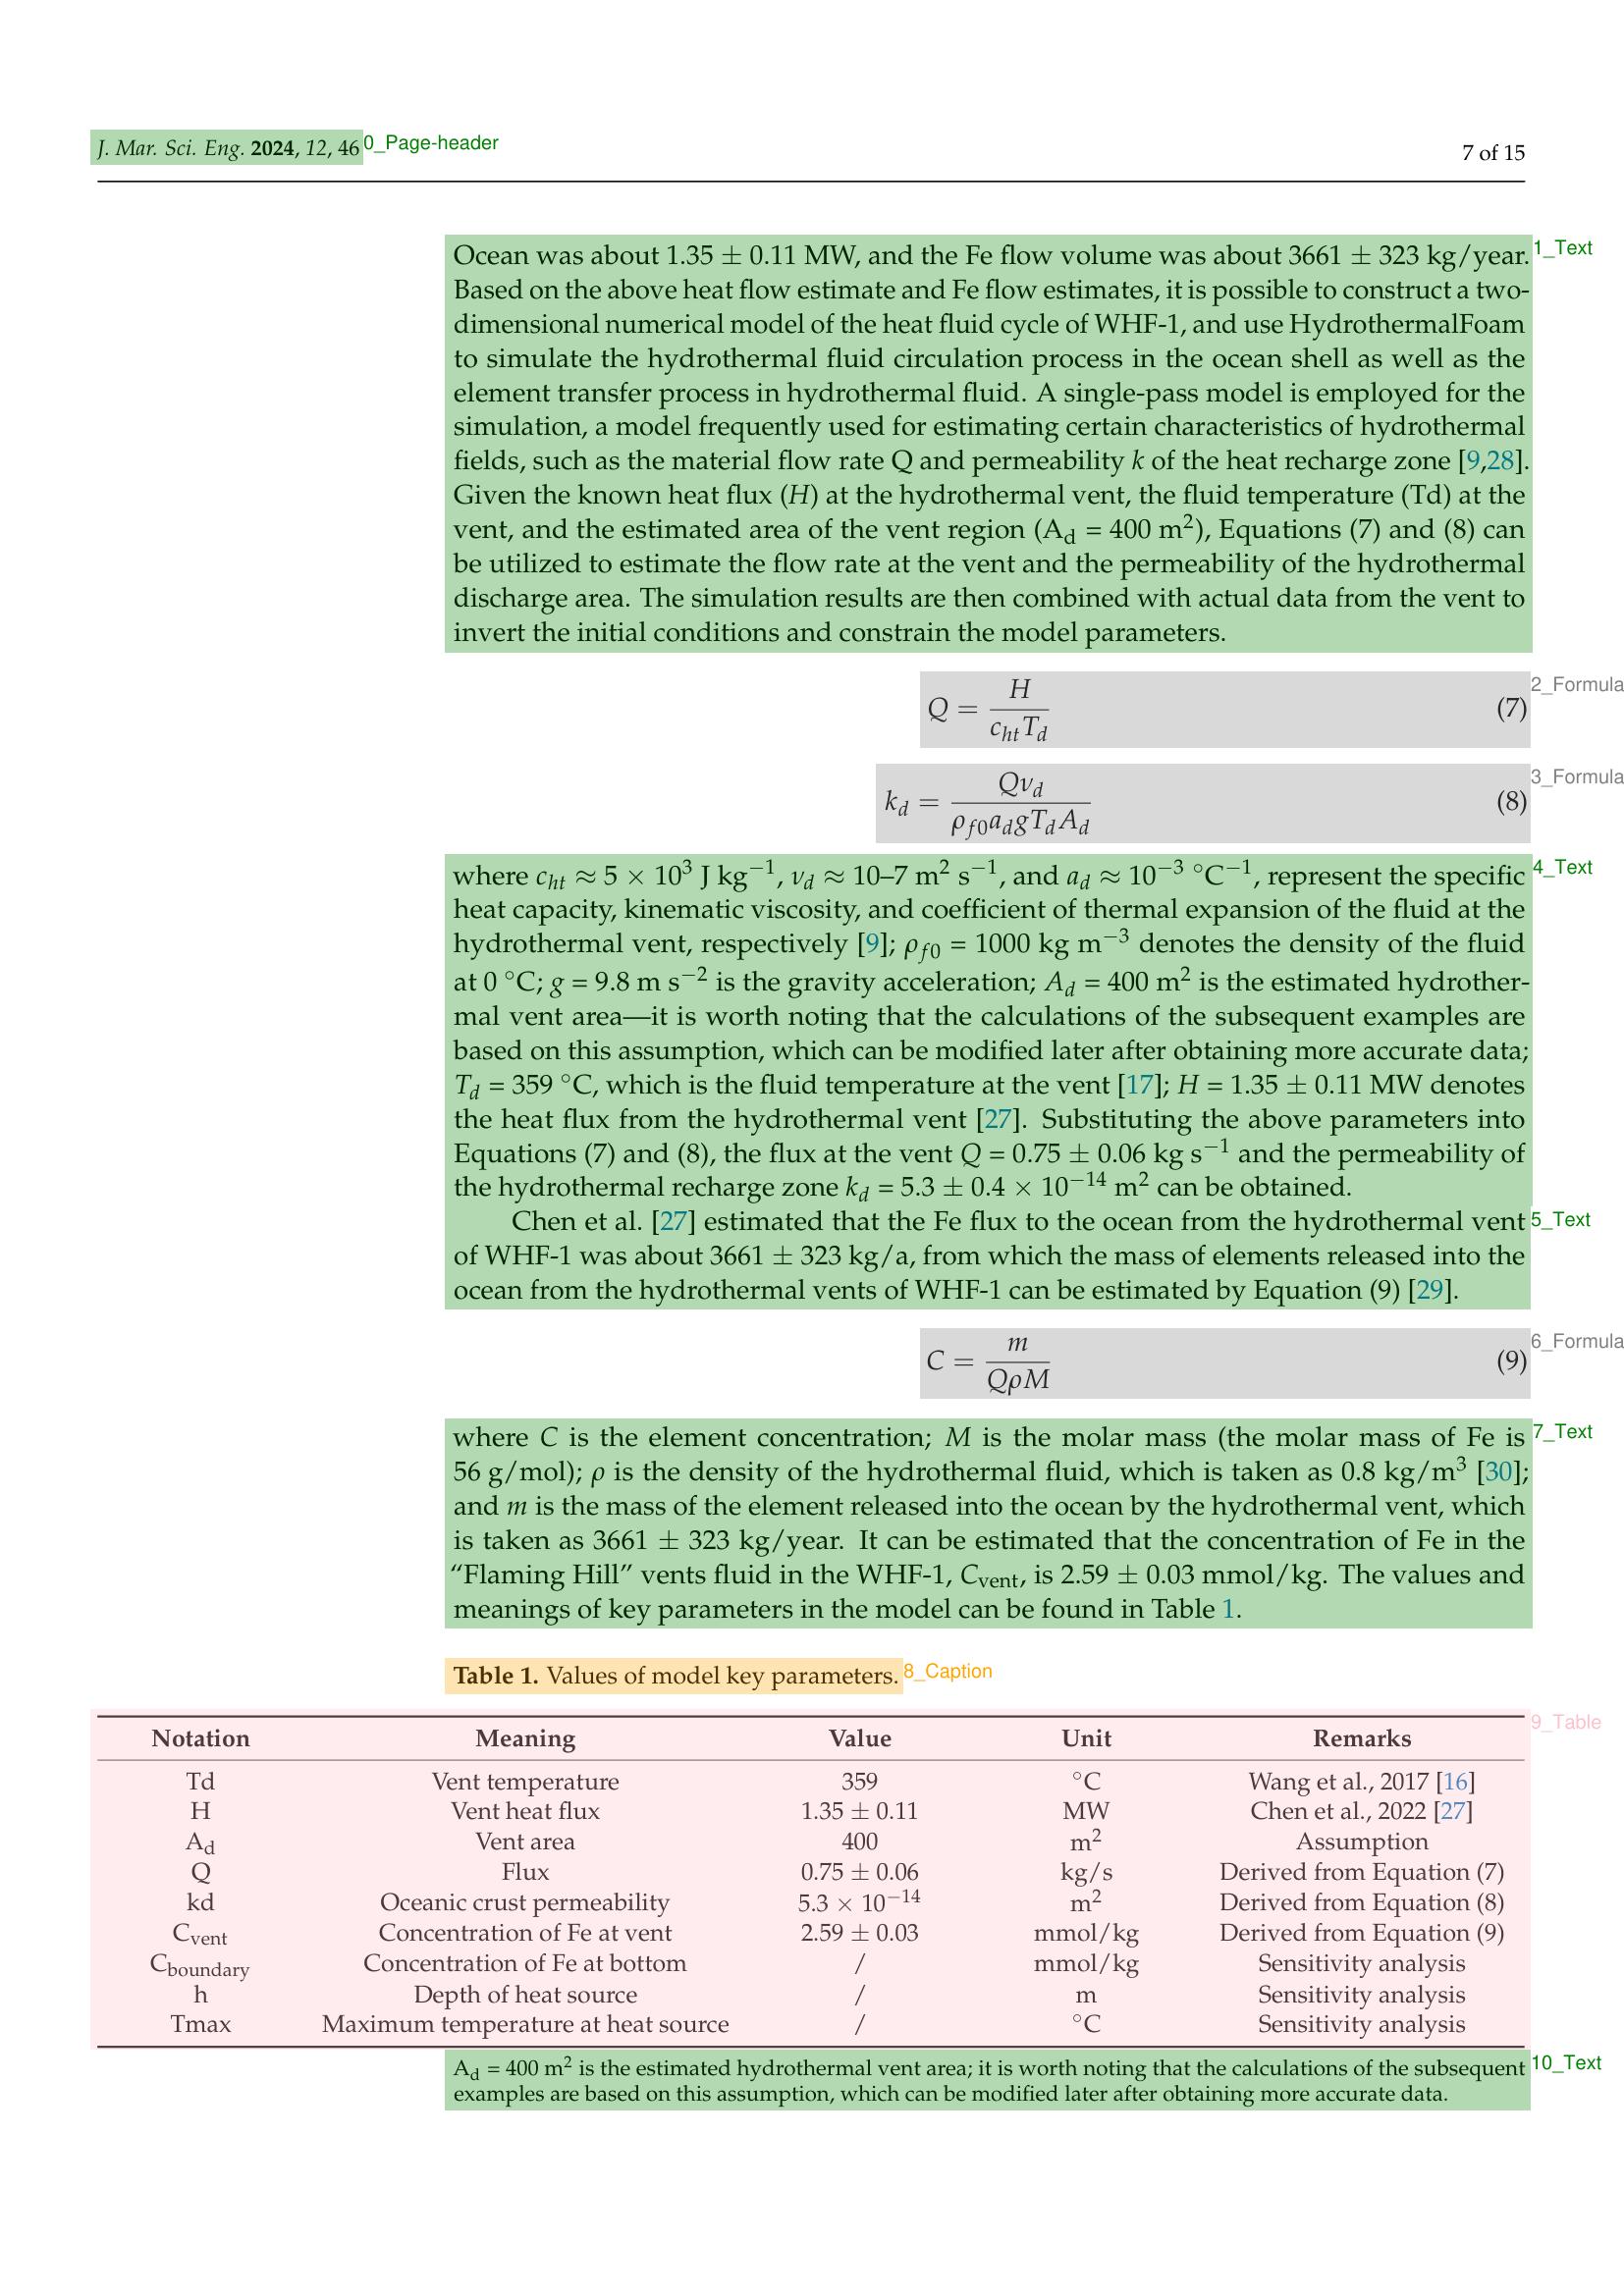 J. Mar. Sci. Eng. 2024, 12, 46
0_Page-header
7 of 15
Ocean was about 1.35 ± 0.11 MW, and the Fe flow volume was about 3661 ± 323 kg/year.
1_Text
Based on the above heat flow estimate and Fe flow estimates, it is possible to construct a two-
dimensional numerical model of the heat fluid cycle of WHF-1, and use HydrothermalFoam
to simulate the hydrothermal fluid circulation process in the ocean shell as well as the
element transfer process in hydrothermal fluid. A single-pass model is employed for the
simulation, a model frequently used for estimating certain characteristics of hydrothermal
fields, such as the material flow rate Q and permeability k of the heat recharge zone [9,28].
Given the known heat flux (H) at the hydrothermal vent, the fluid temperature (Td) at the
vent, and the estimated area of the vent region (A_d = 400 m²), Equations (7) and (8) can
be utilized to estimate the flow rate at the vent and the permeability of the hydrothermal
discharge area. The simulation results are then combined with actual data from the vent to
invert the initial conditions and constrain the model parameters.
Q = H / (c_ht T_d) (7)
2_Formula
k_d = Qν_d / (ρ_f0 a_d g T_d A_d) (8)
3_Formula
where c_ht ≈ 5 × 10³ J kg⁻¹, ν_d ≈ 10–7 m² s⁻¹, and a_d ≈ 10⁻³ °C⁻¹, represent the specific
4_Text
heat capacity, kinematic viscosity, and coefficient of thermal expansion of the fluid at the
hydrothermal vent, respectively [9]; ρ_f0 = 1000 kg m⁻³ denotes the density of the fluid
at 0 °C; g = 9.8 m s⁻² is the gravity acceleration; A_d = 400 m² is the estimated hydrother-
mal vent area—it is worth noting that the calculations of the subsequent examples are
based on this assumption, which can be modified later after obtaining more accurate data;
T_d = 359 °C, which is the fluid temperature at the vent [17]; H = 1.35 ± 0.11 MW denotes
the heat flux from the hydrothermal vent [27]. Substituting the above parameters into
Equations (7) and (8), the flux at the vent Q = 0.75 ± 0.06 kg s⁻¹ and the permeability of
the hydrothermal recharge zone k_d = 5.3 ± 0.4 × 10⁻¹⁴ m² can be obtained.
Chen et al. [27] estimated that the Fe flux to the ocean from the hydrothermal vent
5_Text
of WHF-1 was about 3661 ± 323 kg/a, from which the mass of elements released into the
ocean from the hydrothermal vents of WHF-1 can be estimated by Equation (9) [29].
C = m / (QρM) (9)
6_Formula
where C is the element concentration; M is the molar mass (the molar mass of Fe is
7_Text
56 g/mol); ρ is the density of the hydrothermal fluid, which is taken as 0.8 kg/m³ [30];
and m is the mass of the element released into the ocean by the hydrothermal vent, which
is taken as 3661 ± 323 kg/year. It can be estimated that the concentration of Fe in the
“Flaming Hill” vents fluid in the WHF-1, C_vent, is 2.59 ± 0.03 mmol/kg. The values and
meanings of key parameters in the model can be found in Table 1.
Table 1. Values of model key parameters.
8_Caption
9_Table
Notation Meaning Value Unit Remarks
Td Vent temperature 359 °C Wang et al., 2017 [16]
H Vent heat flux 1.35 ± 0.11 MW Chen et al., 2022 [27]
A_d Vent area 400 m² Assumption
Q Flux 0.75 ± 0.06 kg/s Derived from Equation (7)
kd Oceanic crust permeability 5.3 × 10⁻¹⁴ m² Derived from Equation (8)
C_vent Concentration of Fe at vent 2.59 ± 0.03 mmol/kg Derived from Equation (9)
C_boundary Concentration of Fe at bottom / mmol/kg Sensitivity analysis
h Depth of heat source / m Sensitivity analysis
Tmax Maximum temperature at heat source / °C Sensitivity analysis
A_d = 400 m² is the estimated hydrothermal vent area; it is worth noting that the calculations of the subsequent
10_Text
examples are based on this assumption, which can be modified later after obtaining more accurate data.